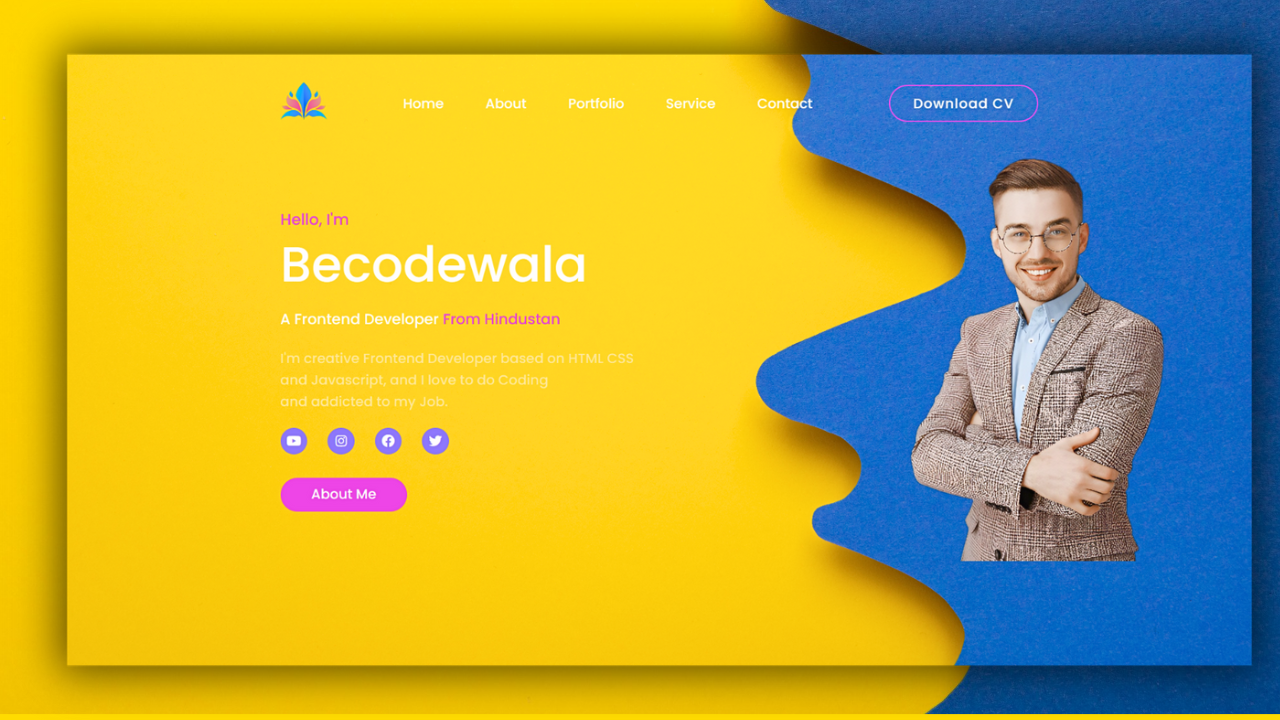 Home About Portfolio Service Contact Download CV
Hello, I'm
Becodewala
A Frontend Developer From Hindustan
I'm creative Frontend Developer based on HTML CSS
and Javascript, and I love to do Coding
and addicted to my Job.
About Me